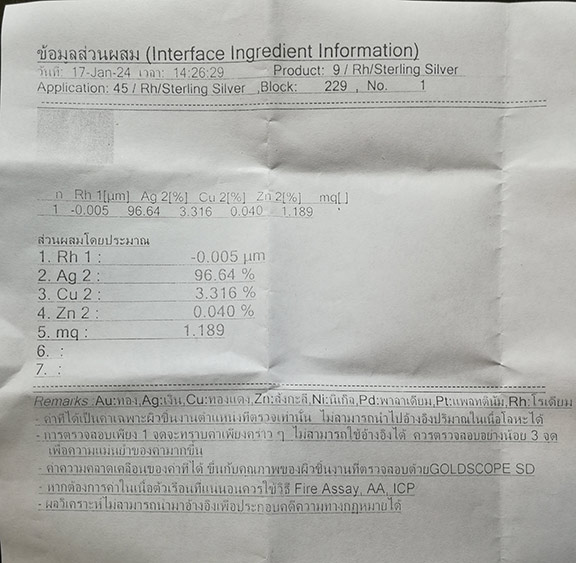 ข้อมูลส่วนผสม (Interface Ingredient Information)
วันที่: 17-Jan-24 เวลา: 14:26:29 Product: 9 / Rh/Sterling Silver
Application: 45 / Rh/Sterling Silver ,Block: 229 , No. 1
n Rh 1[µm] Ag 2[%] Cu 2[%] Zn 2[%] mq[ ]
1 -0.005 96.64 3.316 0.040 1.189
ส่วนผสมโดยประมาณ
1. Rh 1 : -0.005 µm
2. Ag 2 : 96.64 %
3. Cu 2 : 3.316 %
4. Zn 2 : 0.040 %
5. mq : 1.189
6. :
7. :
Remarks :Au:ทอง,Ag:เงิน,Cu:ทองแดง,Zn:สังกะสี,Ni:นิเกิล,Pd:พาลาเดียม,Pt:แพลทตินัม,Rh:โรเดียม
- ค่าที่ได้เป็นค่าเฉพาะผิวชิ้นงานตำแหน่งที่ตรวจเท่านั้น ไม่สามารถนำไปอ้างอิงปริมาณในเนื้อโลหะได้
- การตรวจสอบเพียง 1 จุดจะทราบค่าเพียงคร่าว ๆ ไม่สามารถใช้อ้างอิงได้ ควรตรวจสอบอย่างน้อย 3 จุด
เพื่อความแม่นยำของค่ามากขึ้น
- ค่าความคลาดเคลื่อนของค่าที่ได้ ขึ้นกับคุณภาพของผิวชิ้นงานที่ตรวจสอบด้วยGOLDSCOPE SD
- หากต้องการค่าในเนื้อตัวเรือนที่แน่นอนควรใช้วิธี Fire Assay, AA, ICP
- ผลวิเคราะห์ไม่สามารถนำมาอ้างอิงเพื่อประกอบคดีความทางกฎหมายได้